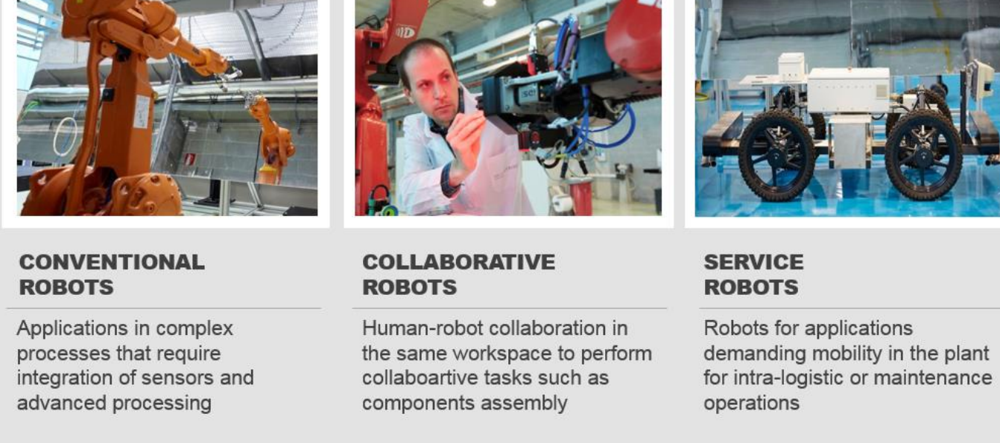 CONVENTIONAL
ROBOTS
Applications in complex
processes that require
integration of sensors and
advanced processing
COLLABORATIVE
ROBOTS
Human-robot collaboration in
the same workspace to perform
collaboartive tasks such as
components assembly
SERVICE
ROBOTS
Robots for applications
demanding mobility in the plant
for intra-logistic or maintenance
operations